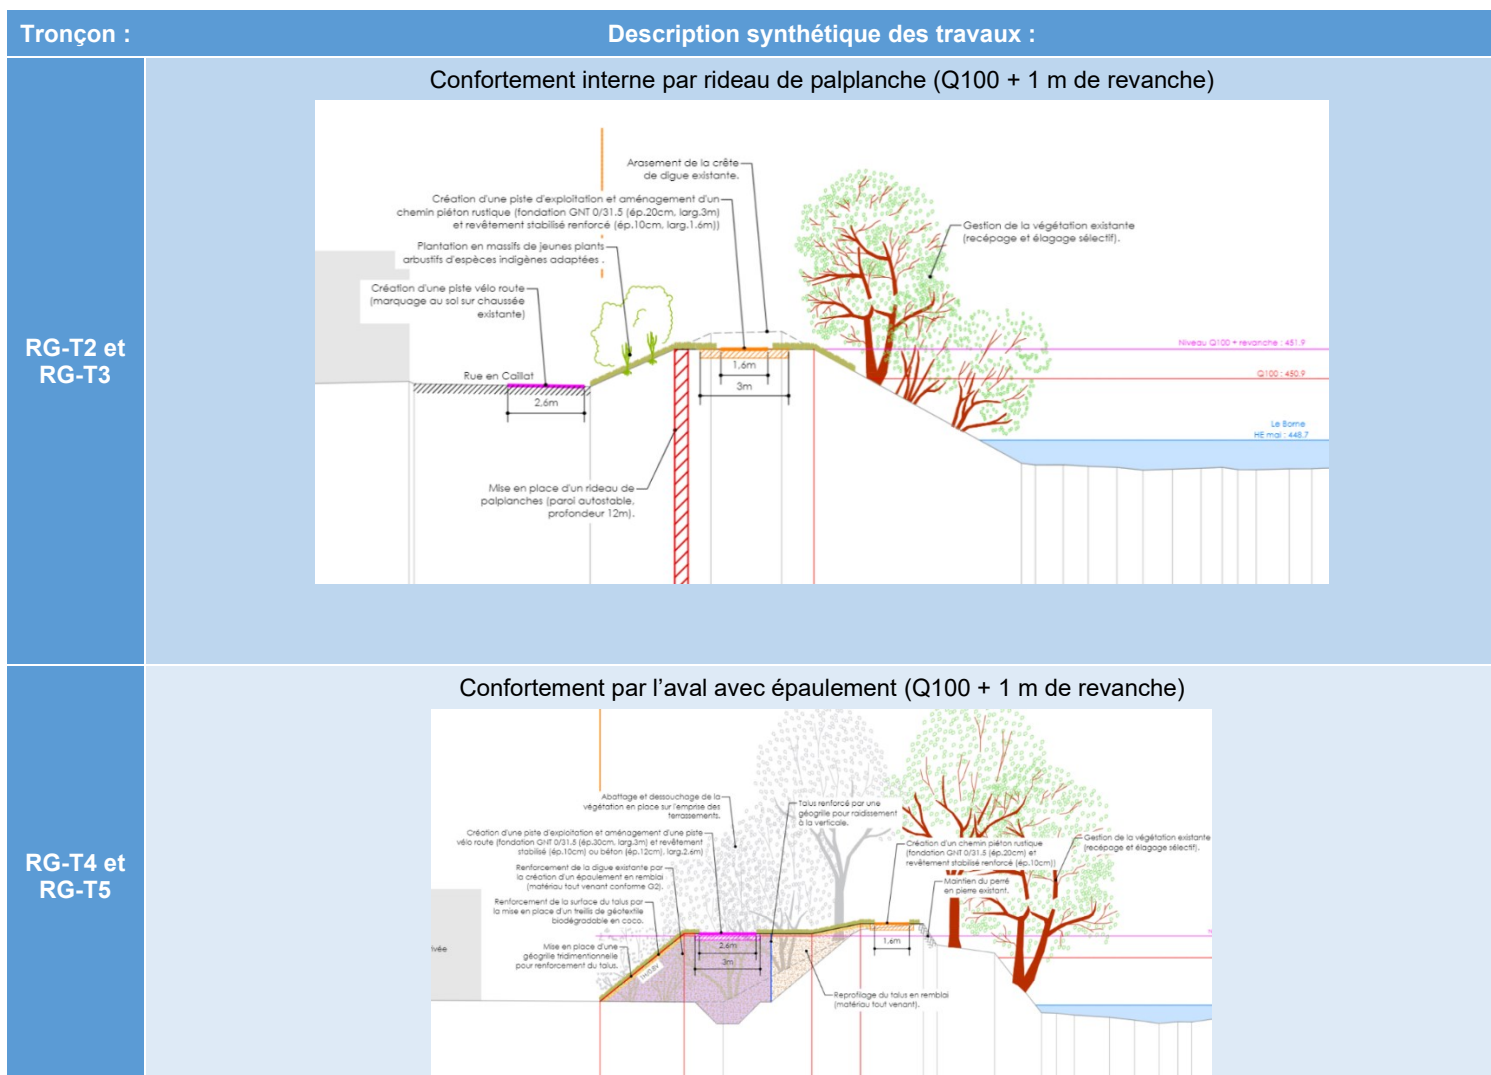 Tronçon :
Description synthétique des travaux :
RG-T2 et
RG-T3
Confortement interne par rideau de palplanche (Q100 + 1 m de revanche)
Arasement de la crête
de digue existante.
Création d'une piste d'exploitation et aménagement d'un
chemin piéton rustique (fondation GNT 0/31.5 (ép.20cm, larg.3m)
et revêtement stabilisé renforcé (ép.10cm, larg.1.6m))
Gestion de la végétation existante
(recépage et élagage sélectif).
Plantation en massifs de jeunes plants
arbustifs d'espèces indigènes adaptées .
Création d'une piste vélo route
(marquage au sol sur chaussée
existante)
Niveau Q100 + revanche : 451.9
Rue en Caillat
1,6m
Q100 : 450.9
3m
2.6m
Le Borne
HE mai : 448.7
Mise en place d'un rideau de
palplanches (paroi autostable,
profondeur 12m).
RG-T4 et
RG-T5
Confortement par l'aval avec épaulement (Q100 + 1 m de revanche)
Abattage et dessouchage de la
végétation en place sur l'emprise des
terrassements.
Talus renforcé par une
géogrille pour raidissement
à la verticale.
Création d'une piste d'exploitation et aménagement d'une piste
vélo route (fondation GNT 0/31.5 (ép.30cm, larg.3m) et revêtement
stabilisé (ép.10cm) ou béton (ép.12cm), larg.2.6m)
Création d'un chemin piéton rustique
(fondation GNT 0/31.5 (ép.20cm) et
revêtement stabilisé renforcé (ép.10cm))
Gestion de la végétation existante
(recépage et élagage sélectif).
Renforcement de la digue existante par
la création d'un épaulement en remblai
(matériau tout venant conforme G2).
Maintien du perré
en pierre existant.
Renforcement de la surface du talus par
la mise en place d'un treillis de géotextile
biodégradable en coco.
Mise en place d'une
géogrille tridimentionnelle
pour renforcement du talus.
2,6m
3m
1,6m
Reprofilage du talus en remblai
(matériau tout venant).